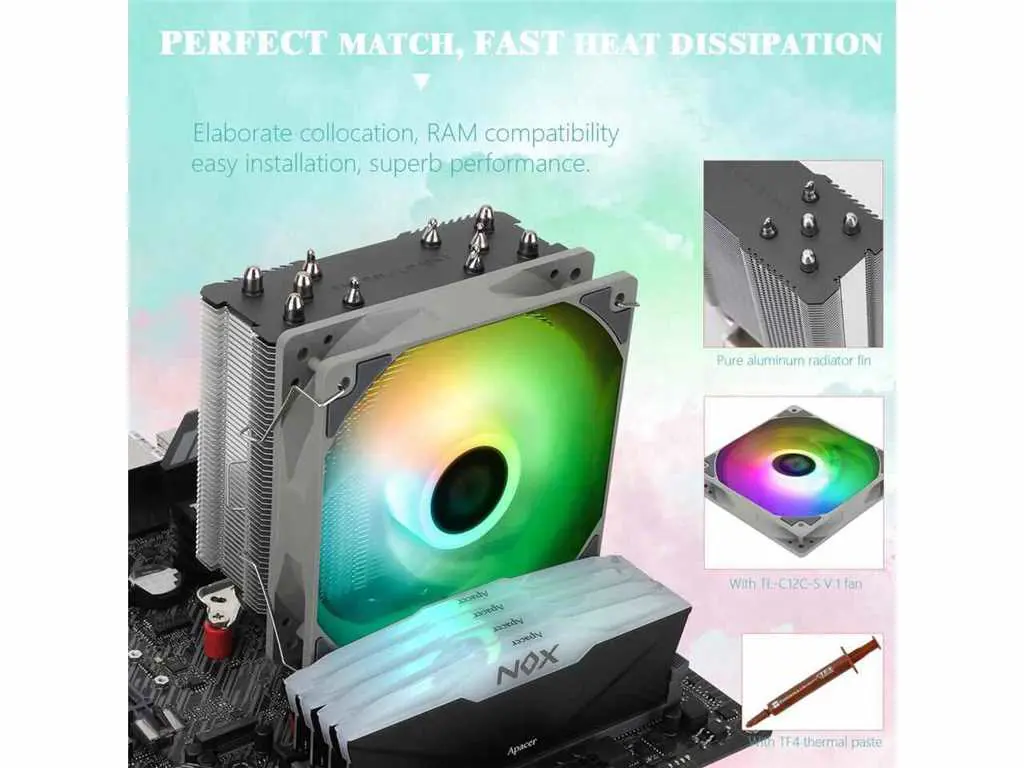 PERFECT MATCH, FAST HEAT DISSIPATION
Elaborate collocation, RAM compatibility
easy installation, superb performance.
Pure aluminum radiator fin
With TL-C12C-S V.1 fan
Apacer
Apacer
Apacer
Apacer
NOX
Apacer
With TF4 thermal paste